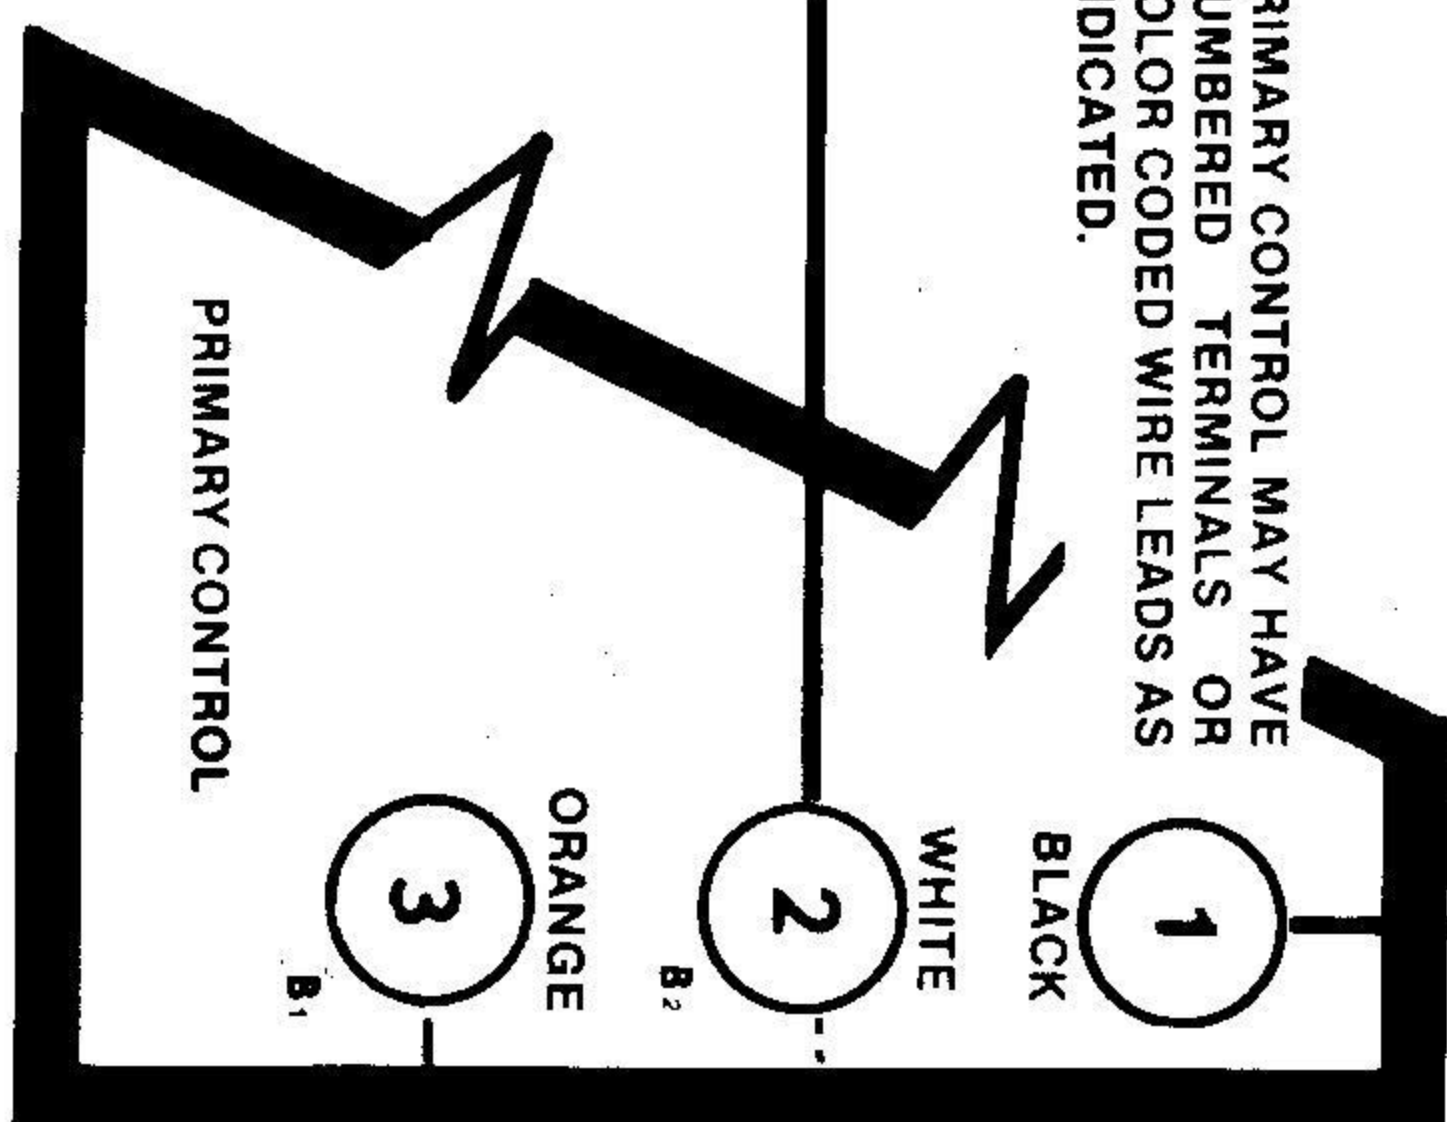 RIMARY CONTROL MAY HAVE
UMBERED TERMINALS OR
OLOR CODED WIRE LEADS AS
DICATED.
1
BLACK
WHITE
2
B2
ORANGE
3
B1
PRIMARY CONTROL